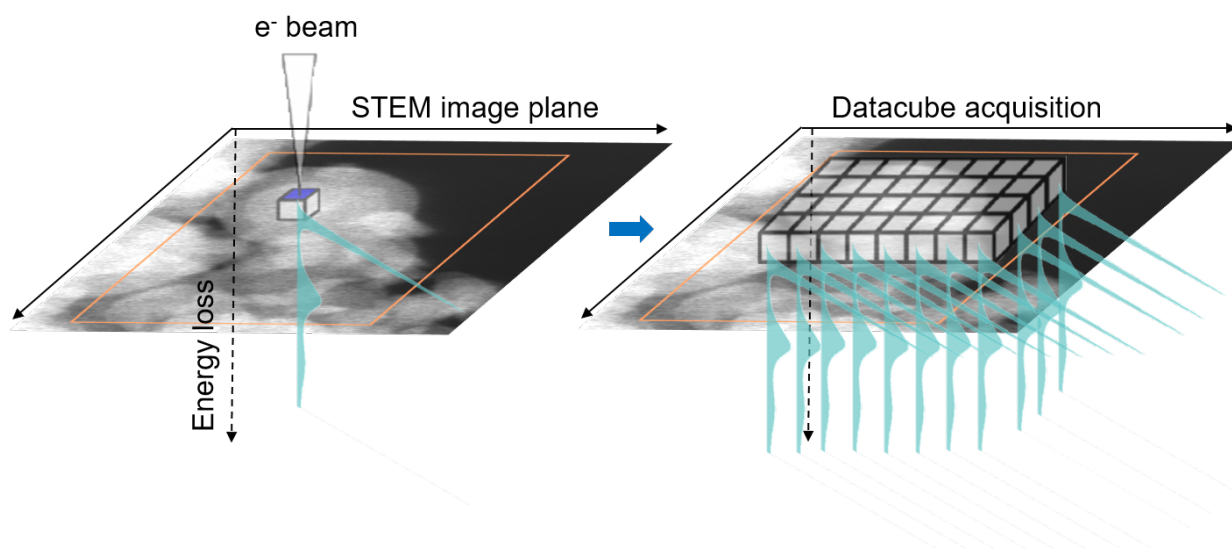 e⁻ beam
STEM image plane
Datacube acquisition
Energy loss